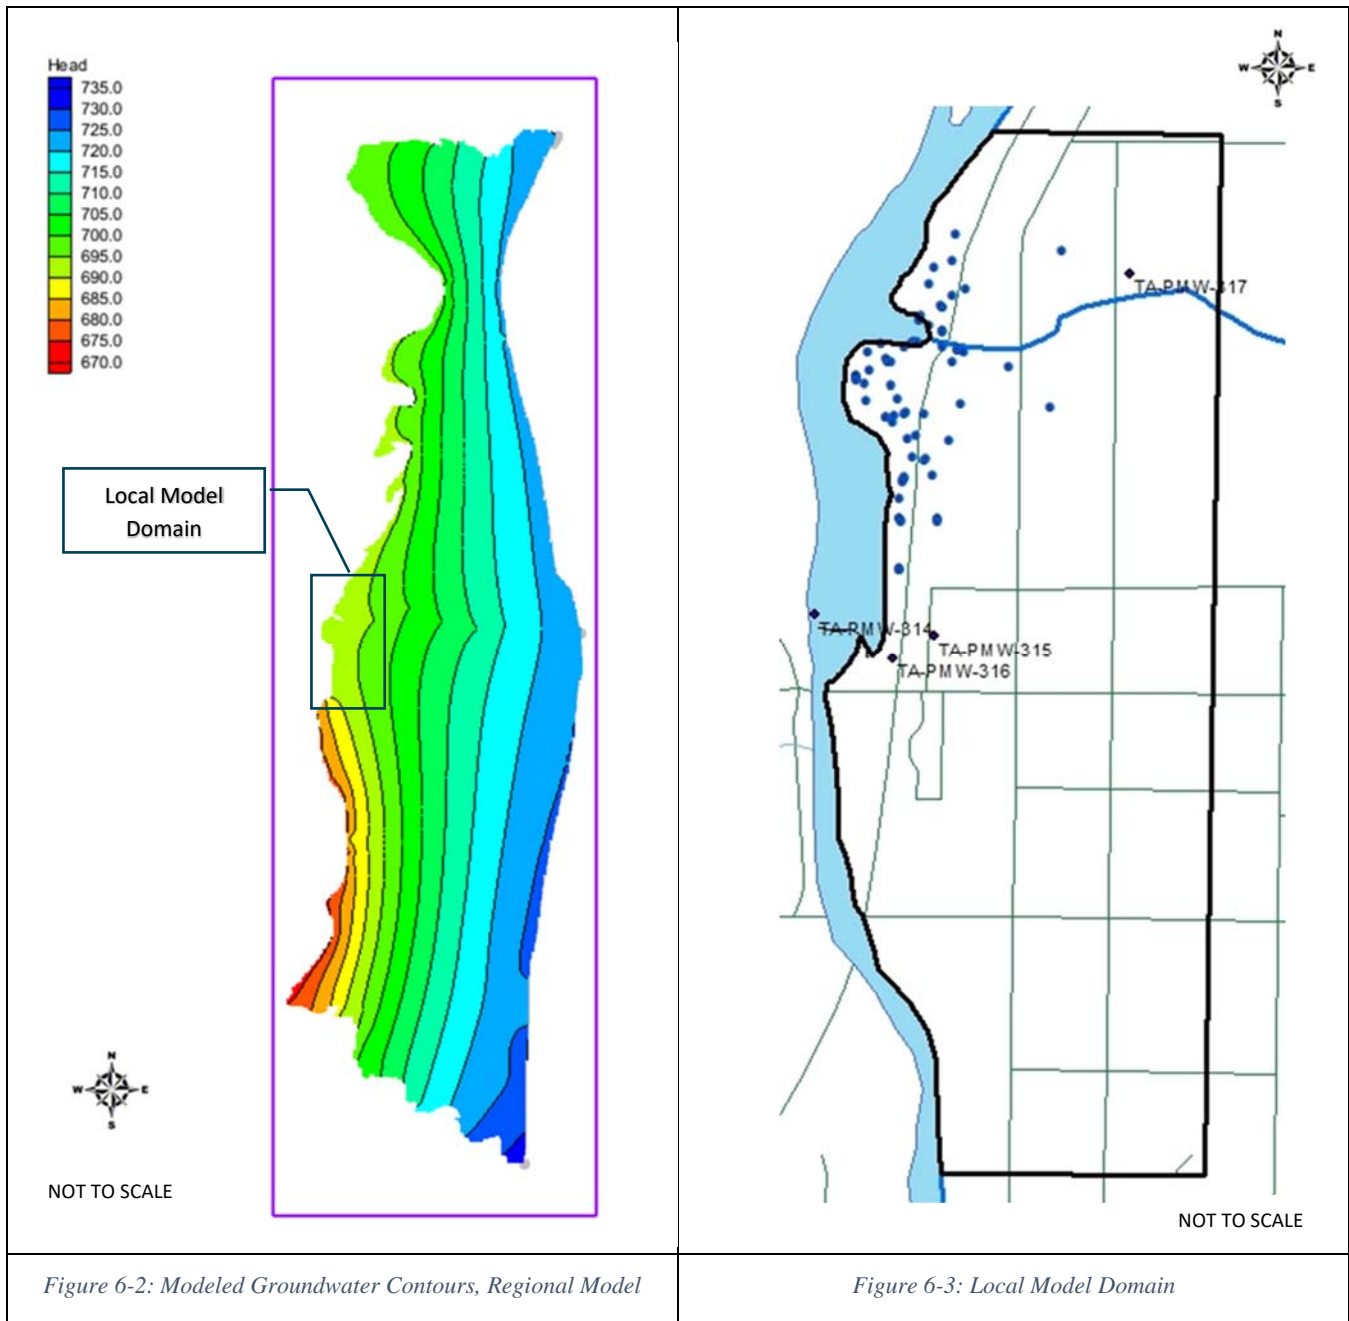 Head
735.0
730.0
725.0
720.0
715.0
710.0
705.0
700.0
695.0
690.0
685.0
680.0
675.0
670.0
Local Model
Domain
N
W
E
S
NOT TO SCALE
N
W
E
S
TA-PMW-317
TA-PMW-314
TA-PMW-315
TA-PMW-316
NOT TO SCALE
Figure 6-2: Modeled Groundwater Contours, Regional Model
Figure 6-3: Local Model Domain